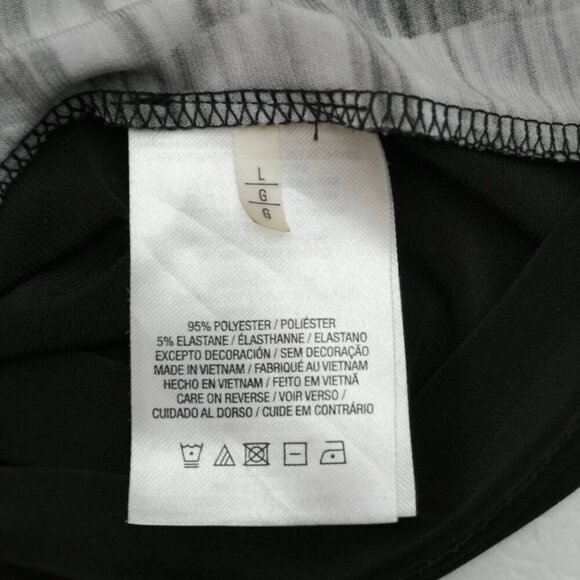 L
G
G
95% POLYESTER / POLIÉSTER
5% ELASTANE / ÉLASTHANNE / ELASTANO
EXCEPTO DECORACIÓN / SEM DECORAÇÃO
MADE IN VIETNAM / FABRIQUÉ AU VIETNAM
HECHO EN VIETNAM / FEITO EM VIETNÃ
CARE ON REVERSE / VOIR VERSO /
CUIDADO AL DORSO / CUIDE EM CONTRÁRIO